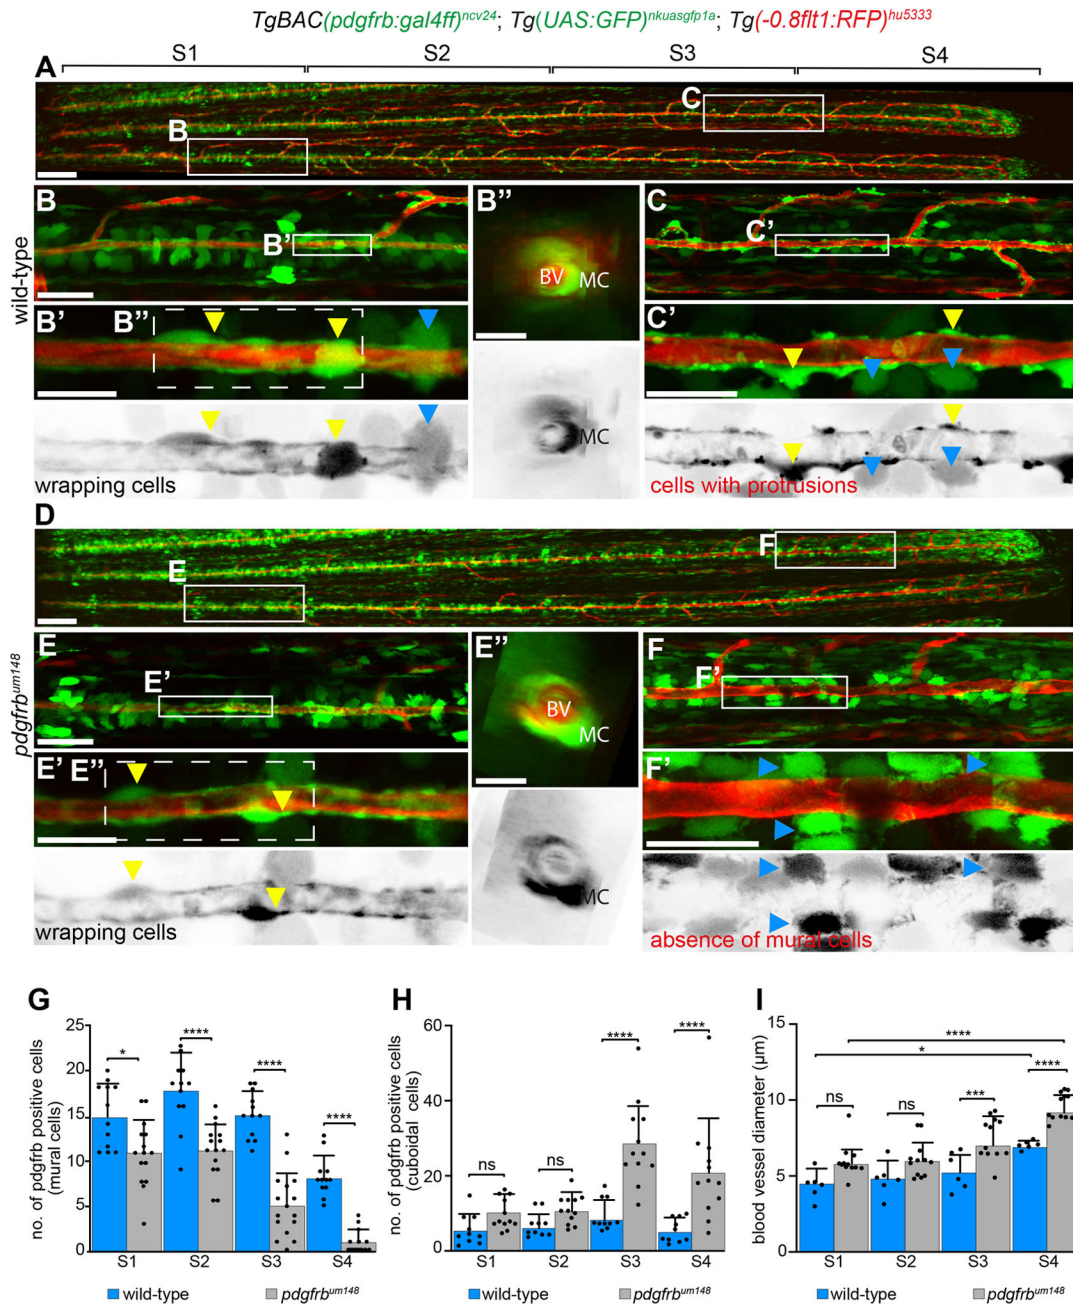 TgBAC(pdgfrb:gal4ff)ncv24; Tg(UAS:GFP)nkuasgfp1a; Tg(-0.8flt1:RFP)hu5333
S1 S2 S3 S4
A
B
C
wild-type
B
B'
B''
BV MC
C
C'
B' B''
C'
MC
wrapping cells
cells with protrusions
D
E
F
pdgfrbum148
E
E'
E''
BV
MC
F
F'
E' E''
F'
MC
wrapping cells
absence of mural cells
G
no. of pdgfrb positive cells
(mural cells)
25
20
15
10
5
0
* **** **** ****
S1 S2 S3 S4
wild-type pdgfrbum148
H
no. of pdgfrb positive cells
(cuboidal cells)
60
40
20
0
ns ns **** ****
S1 S2 S3 S4
wild-type pdgfrbum148
I
blood vessel diameter (µm)
15
10
5
0
****
*
ns ns *** ****
S1 S2 S3 S4
wild-type pdgfrbum148